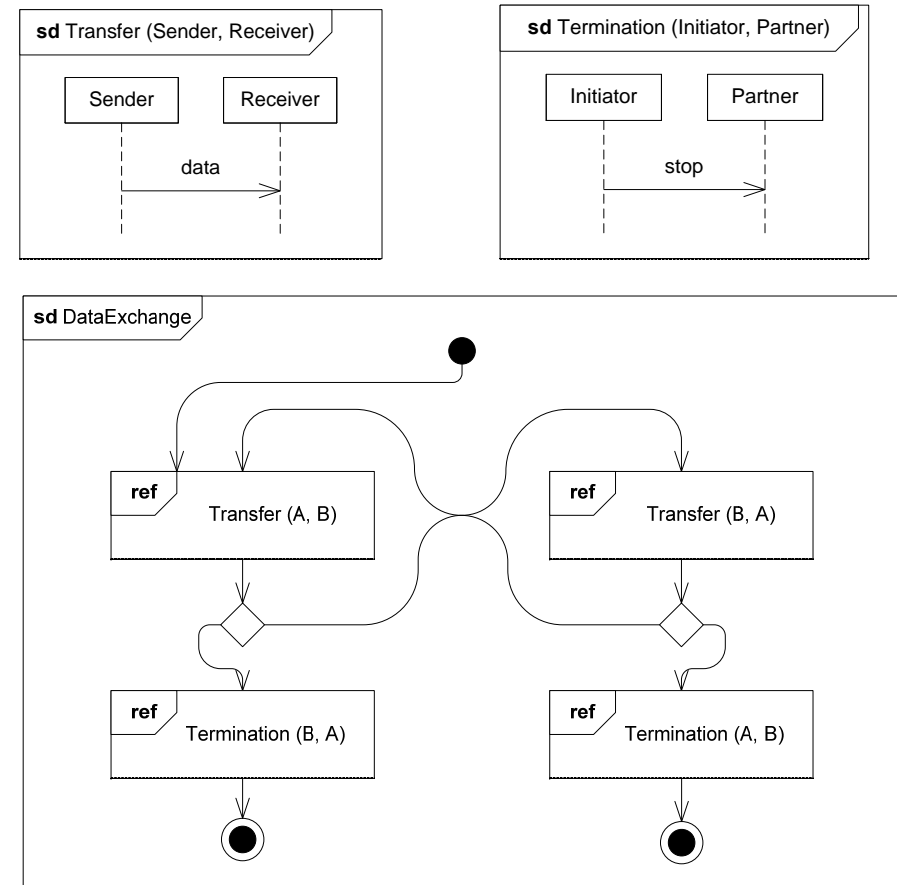 sd Transfer (Sender, Receiver)
Sender
Receiver
data
sd Termination (Initiator, Partner)
Initiator
Partner
stop
sd DataExchange
ref
Transfer (A, B)
ref
Transfer (B, A)
ref
Termination (B, A)
ref
Termination (A, B)